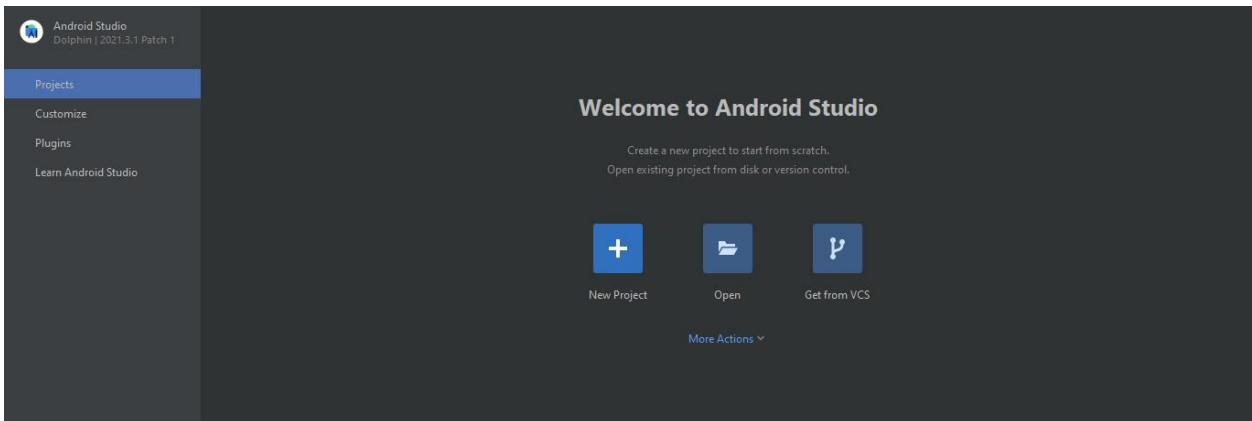 Android Studio
Dolphin | 2021.3.1 Patch 1
Projects
Customize
Plugins
Learn Android Studio
Welcome to Android Studio
Create a new project to start from scratch.
Open existing project from disk or version control.
New Project
Open
Get from VCS
More Actions